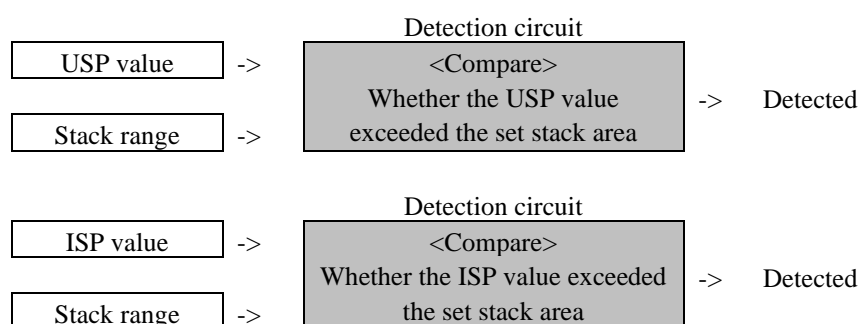 Detection circuit
USP value -> <Compare>
Whether the USP value -> Detected
Stack range -> exceeded the set stack area
Detection circuit
ISP value -> <Compare>
Whether the ISP value exceeded -> Detected
Stack range -> the set stack area